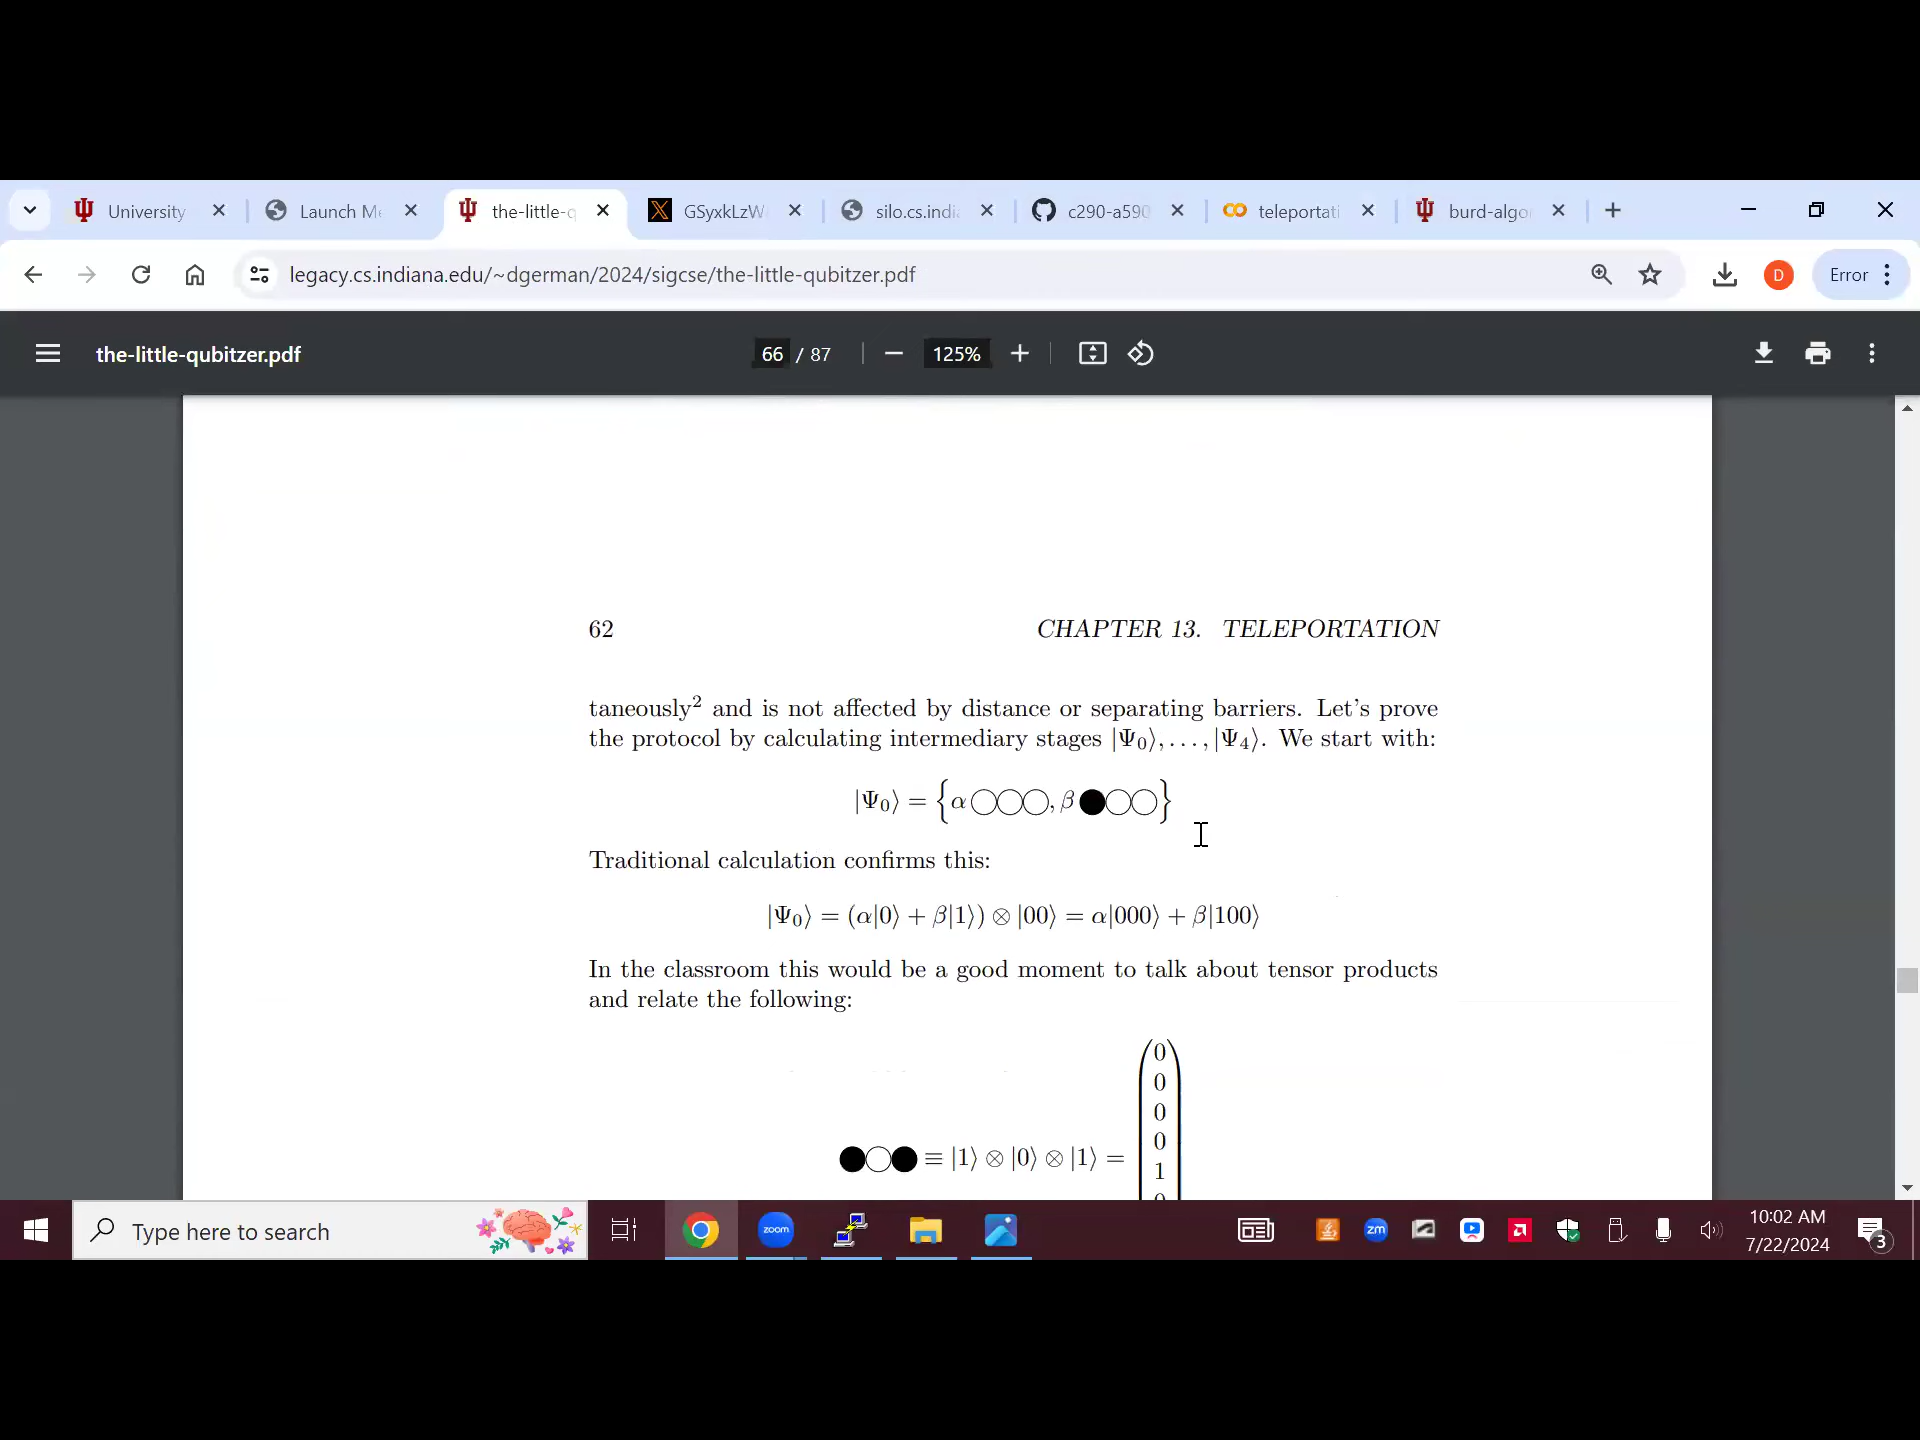 University
Launch Me
the-little-q
GSyxkLzW
silo.cs.indi
c290-a590
teleportati
burd-algo
legacy.cs.indiana.edu/~dgerman/2024/sigcse/the-little-qubitzer.pdf
D
Error
the-little-qubitzer.pdf
66 / 87
125%
62 CHAPTER 13. TELEPORTATION
taneously² and is not affected by distance or separating barriers. Let's prove
the protocol by calculating intermediary stages |Ψ₀⟩, . . . , |Ψ₄⟩. We start with:
|Ψ₀⟩ = {α○○○, β●○○}
Traditional calculation confirms this:
|Ψ₀⟩ = (α|0⟩ + β|1⟩) ⊗ |00⟩ = α|000⟩ + β|100⟩
In the classroom this would be a good moment to talk about tensor products
and relate the following:
0
0
0
0
●○● ≡ |1⟩ ⊗ |0⟩ ⊗ |1⟩ =
1
Type here to search
zoom
zm
10:02 AM
7/22/2024
3